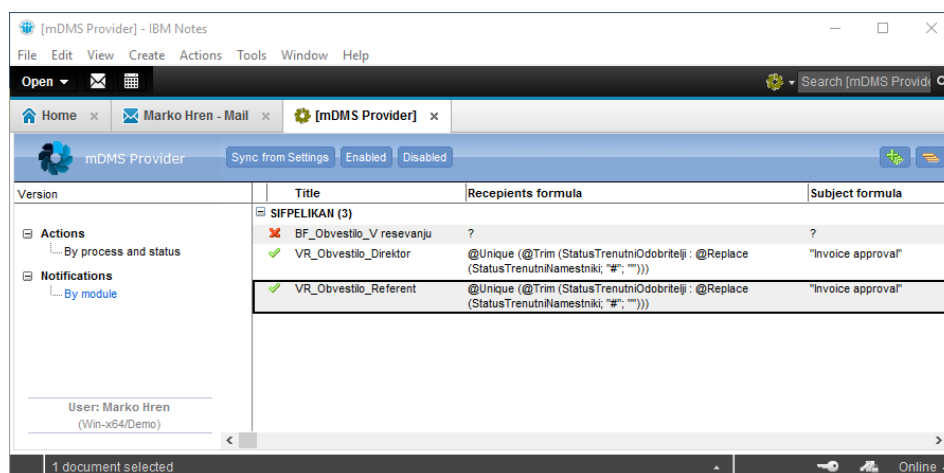 [mDMS Provider] - IBM Notes
File Edit View Create Actions Tools Window Help
Open
Search [mDMS Provide
Home
Marko Hren - Mail
[mDMS Provider]
mDMS Provider
Sync from Settings Enabled Disabled
Version
Title Recepients formula Subject formula
SIFPELIKAN (3)
Actions
By process and status
Notifications
By module
BF_Obvestilo_V resevanju ? ?
VR_Obvestilo_Direktor @Unique (@Trim (StatusTrenutniOdobritelji : @Replace "Invoice approval"
(StatusTrenutniNamestniki; "#"; "")))
VR_Obvestilo_Referent @Unique (@Trim (StatusTrenutniOdobritelji : @Replace "Invoice approval"
(StatusTrenutniNamestniki; "#"; "")))
User: Marko Hren
(Win-x64/Demo)
1 document selected
Online